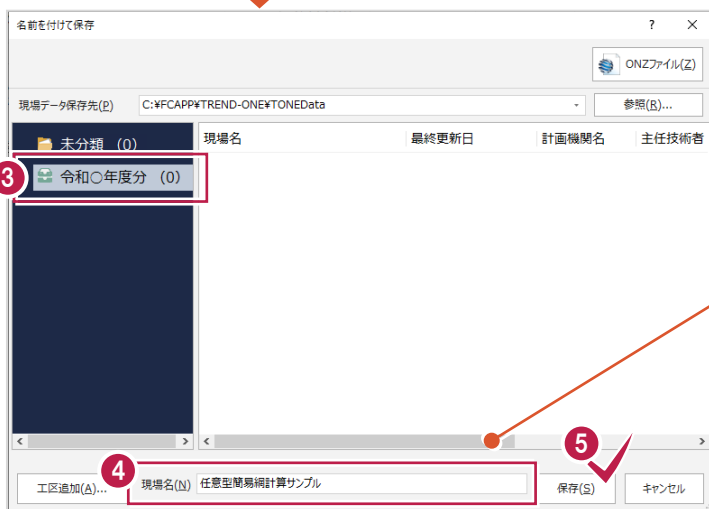 名前を付けて保存 ? ×
ONZファイル(Z)
現場データ保存先(P) C:¥FCAPP¥TREND-ONE¥TONEData 参照(R)...
未分類 (0) 現場名 最終更新日 計画機関名 主任技術者
3 令和○年度分 (0)
4 5
工区追加(A)... 現場名(N) 任意型簡易網計算サンプル 保存(S) キャンセル